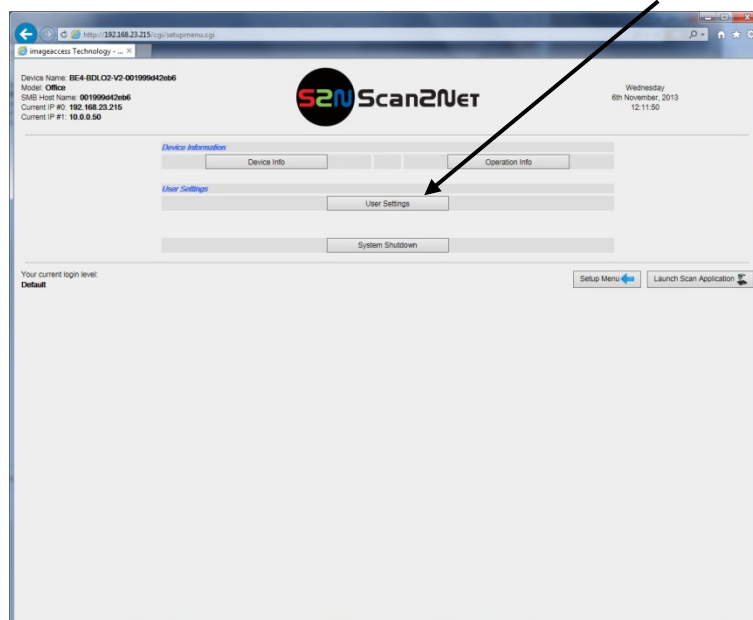 http://192.168.23.215/cgi/setupmenu.cgi
imageaccess Technology - ...
Device Name: BE4-BDLO2-V2-001999d42eb6
Model: Office
SMB Host Name: 001999d42eb6
Current IP #0: 192.168.23.215
Current IP #1: 10.0.0.50
S2N Scan2Net
Wednesday
6th November, 2013
12:11:50
Device Information
Device Info
Operation Info
User Settings
User Settings
System Shutdown
Your current login level:
Default
Setup Menu
Launch Scan Application